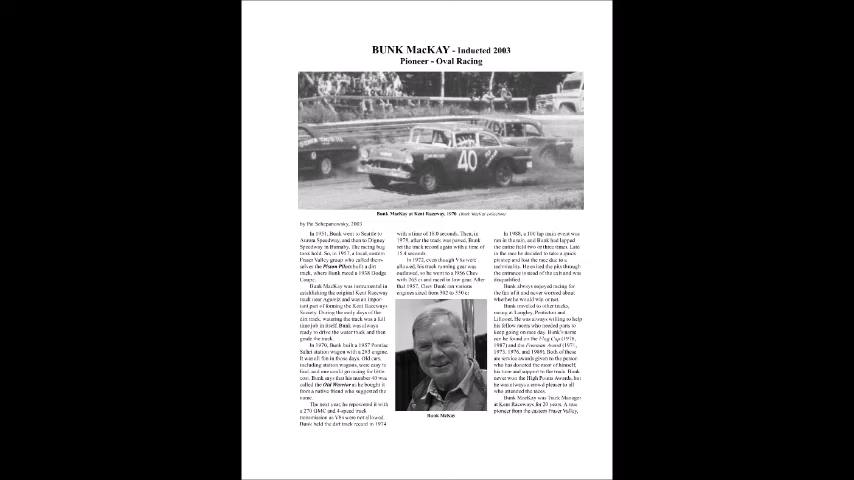 BUNK MacKAY - Inducted 2003
Pioneer - Oval Racing
40
Bunk MacKay at Kent Raceway, 1970 (Bunk MacKay collection)
by Pat Schepanowsky, 2003
In 1951, Bunk went to Seattle to
Aurora Speedway, and then to Digney
Speedway in Burnaby. The racing bug
took hold. So, in 1957, a local, eastern
Fraser Valley group who called them-
selves the Prison Pilots built a dirt
track, where Bunk used a 1938 Dodge
Coupe.
Bunk MacKay was instrumental in
establishing the original Kent Raceway
track near Agassiz and was an impor-
tant part of forming the Kent Raceways
Society. During the early days of the
dirt track, watering the track was a full
time job in itself. Bunk was always
ready to drive the water truck and then
grade the track.
In 1970, Bunk built a 1957 Pontiac
Safari station wagon with a 283 engine.
It was all fun in those days. Old cars,
including station wagons, were easy to
find, and one could go racing for little
cost. Bunk says that his number 40 was
called the Old Warrior as he bought it
from a native friend who suggested the
name.
The next year, he repowered it with
a 270 GMC and 4-speed truck
transmission as V8s were not allowed.
Bunk held the dirt track record in 1974
with a time of 18.0 seconds. Then, in
1978, after the track was paved, Bunk
set the track record again with a time of
15.4 seconds.
In 1972, even though V8s were
allowed, his truck running gear was
outlawed, so he went to a 1956 Chev
with 265 ci and raced in low gear. After
that 1957, Chev Bunk ran various
engines sized from 302 to 350 ci
Bunk McKay
In 1988, a 100 lap main event was
run in the rain, and Bunk had lapped
the entire field two or three times. Late
in the race he decided to take a quick
pit stop and lost the race due to a
technicality. He exited the pits through
the entrance instead of the exit and was
disqualified.
Bunk always enjoyed racing for
the fun of it and never worried about
whether he would win or not.
Bunk traveled to other tracks,
racing at Langley, Penticton and
Lillooet. He was always willing to help
his fellow racers who needed parts to
keep going on race day. Bunk's name
can be found on the Flag Cup (1978,
1987) and the Foreman Award (1971,
1973, 1976, and 1989). Both of these
are service awards given to the person
who has donated the most of himself,
his time and support to the track. Bunk
never won the High Points Awards, but
he was always a crowd pleaser to all
who attended the races.
Bunk MacKay was Track Manager
at Kent Raceways for 20 years. A true
pioneer from the eastern Fraser Valley,